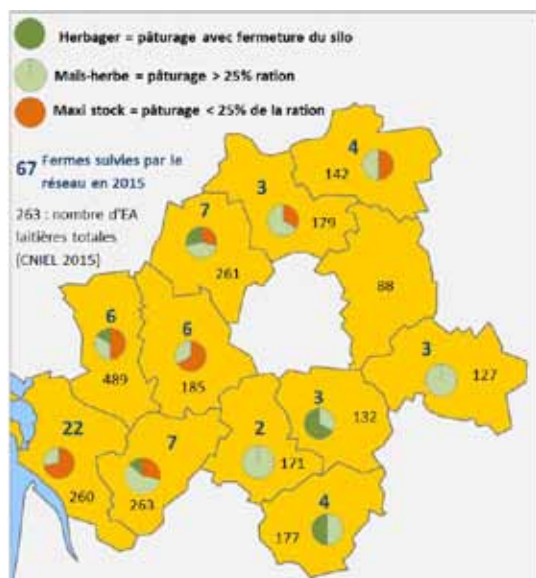 Herbager = pâturage avec fermeture du silo
Maïs-herbe = pâturage > 25% ration
Maxi stock = pâturage < 25% de la ration
67 Fermes suivies par le
réseau en 2015
263 : nombre d'EA
laitières totales
(CNIEL 2015)
4
142
3
179
7
261
88
6
489
6
185
3
127
3
132
2
171
22
260
7
263
4
177